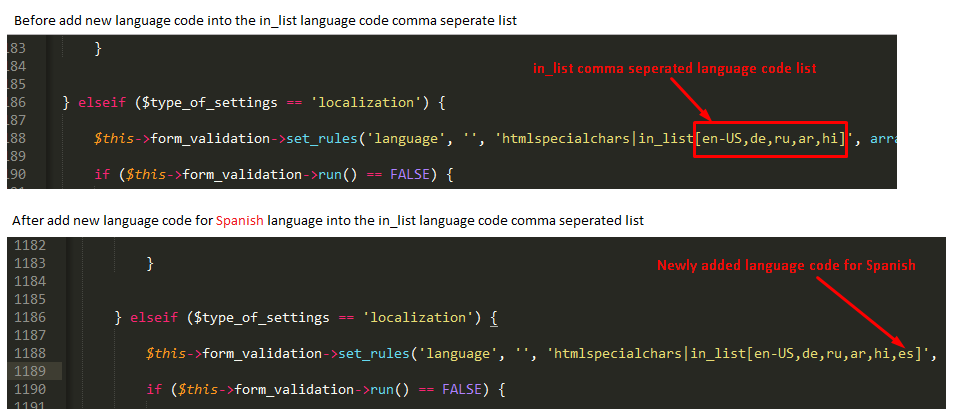 Before add new language code into the in_list language code comma seperate list
83 }
84
85
in_list comma seperated language code list
86 } elseif ($type_of_settings == 'localization') {
87
88 $this->form_validation->set_rules('language', '', 'htmlspecialchars|in_list[en-US,de,ru,ar,hi]', arra
89
90 if ($this->form_validation->run() == FALSE) {
After add new language code for Spanish language into the in_list language code comma seperated list
1182
1183 }
Newly added language code for Spanish
1184
1185
1186 } elseif ($type_of_settings == 'localization') {
1187
1188 $this->form_validation->set_rules('language', '', 'htmlspecialchars|in_list[en-US,de,ru,ar,hi,es]',
1189
1190 if ($this->form_validation->run() == FALSE) {
1191